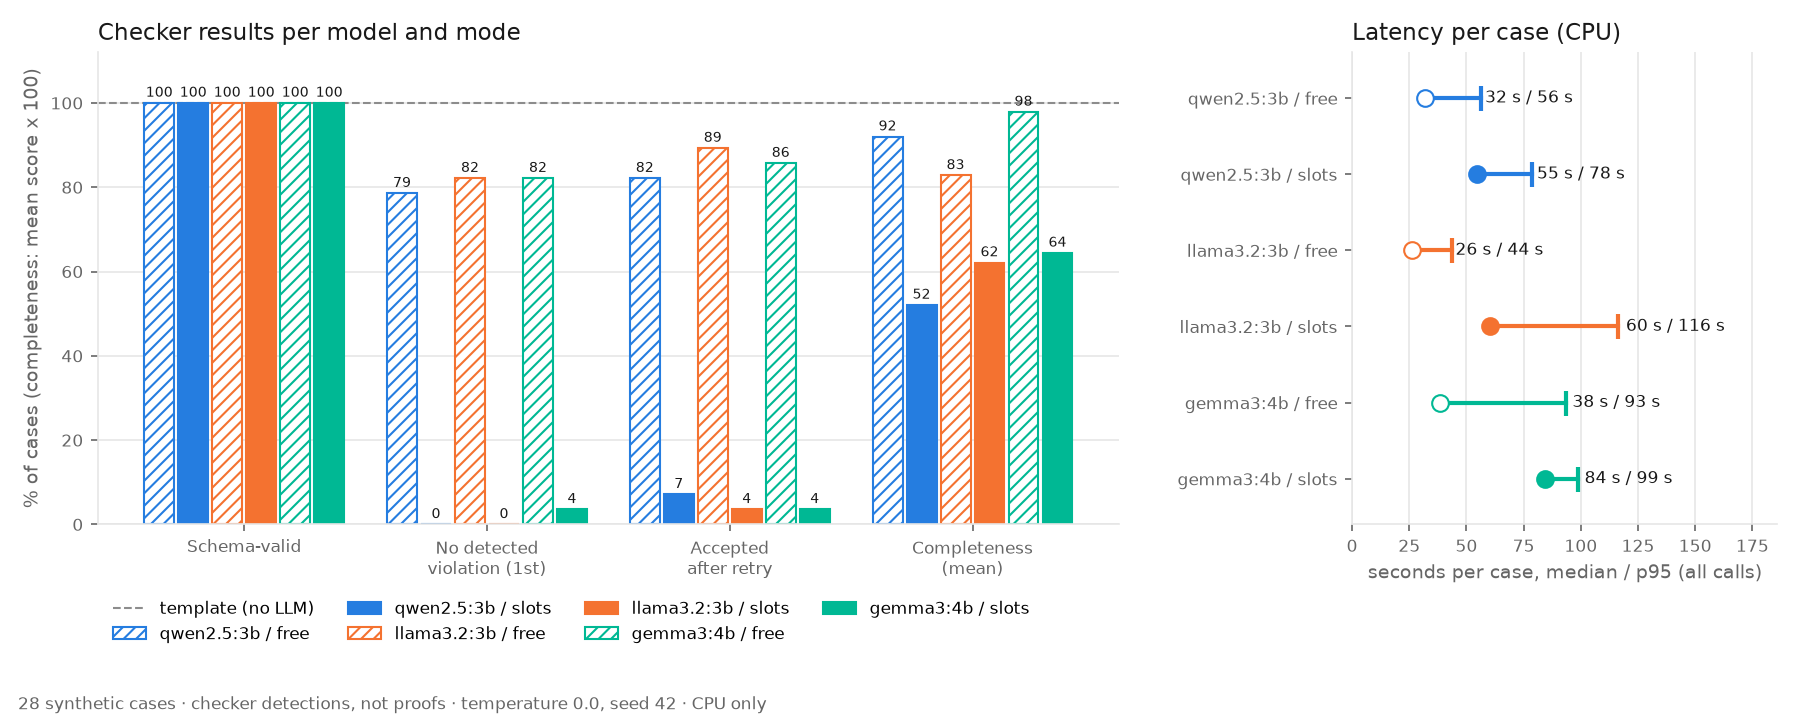 Checker results per model and mode
% of cases (completeness: mean score x 100)
100
80
60
40
20
0
100 100 100 100 100 100
79 0 82 0 82 4
82 7 89 4 86 4
92 52 83 62 98 64
Schema-valid
No detected
violation (1st)
Accepted
after retry
Completeness
(mean)
template (no LLM)
qwen2.5:3b / slots
llama3.2:3b / slots
gemma3:4b / slots
qwen2.5:3b / free
llama3.2:3b / free
gemma3:4b / free
Latency per case (CPU)
qwen2.5:3b / free 32 s / 56 s
qwen2.5:3b / slots 55 s / 78 s
llama3.2:3b / free 26 s / 44 s
llama3.2:3b / slots 60 s / 116 s
gemma3:4b / free 38 s / 93 s
gemma3:4b / slots 84 s / 99 s
0 25 50 75 100 125 150 175
seconds per case, median / p95 (all calls)
28 synthetic cases · checker detections, not proofs · temperature 0.0, seed 42 · CPU only